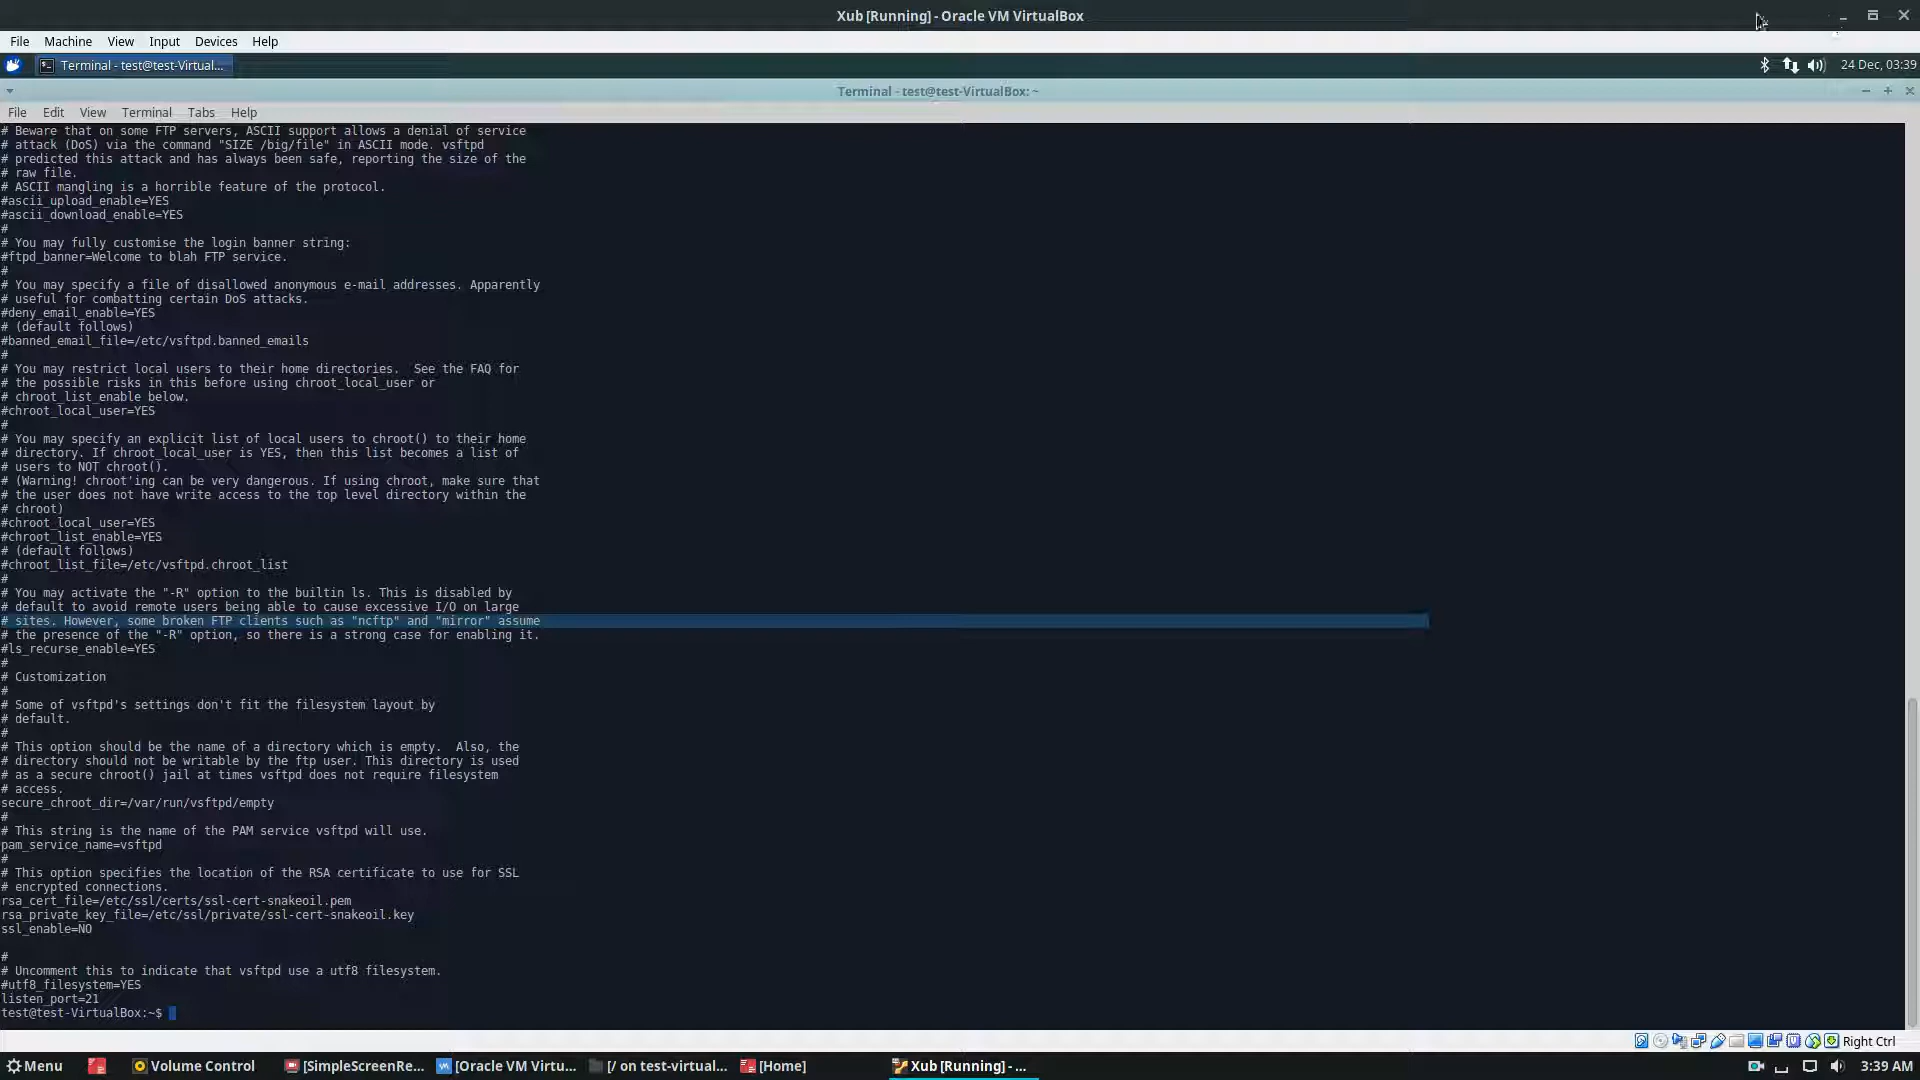 Xub [Running] - Oracle VM VirtualBox
File Machine View Input Devices Help
Terminal - test@test-Virtual...
24 Dec, 03:39
Terminal - test@test-VirtualBox: ~
File Edit View Terminal Tabs Help
# Beware that on some FTP servers, ASCII support allows a denial of service
# attack (DoS) via the command "SIZE /big/file" in ASCII mode. vsftpd
# predicted this attack and has always been safe, reporting the size of the
# raw file.
# ASCII mangling is a horrible feature of the protocol.
#ascii_upload_enable=YES
#ascii_download_enable=YES
#
# You may fully customise the login banner string:
#ftpd_banner=Welcome to blah FTP service.
#
# You may specify a file of disallowed anonymous e-mail addresses. Apparently
# useful for combatting certain DoS attacks.
#deny_email_enable=YES
# (default follows)
#banned_email_file=/etc/vsftpd.banned_emails
#
# You may restrict local users to their home directories.  See the FAQ for
# the possible risks in this before using chroot_local_user or
# chroot_list_enable below.
#chroot_local_user=YES
#
# You may specify an explicit list of local users to chroot() to their home
# directory. If chroot_local_user is YES, then this list becomes a list of
# users to NOT chroot().
# (Warning! chroot'ing can be very dangerous. If using chroot, make sure that
# the user does not have write access to the top level directory within the
# chroot)
#chroot_local_user=YES
#chroot_list_enable=YES
# (default follows)
#chroot_list_file=/etc/vsftpd.chroot_list
#
# You may activate the "-R" option to the builtin ls. This is disabled by
# default to avoid remote users being able to cause excessive I/O on large
# sites. However, some broken FTP clients such as "ncftp" and "mirror" assume
# the presence of the "-R" option, so there is a strong case for enabling it.
#ls_recurse_enable=YES
#
# Customization
#
# Some of vsftpd's settings don't fit the filesystem layout by
# default.
#
# This option should be the name of a directory which is empty.  Also, the
# directory should not be writable by the ftp user. This directory is used
# as a secure chroot() jail at times vsftpd does not require filesystem
# access.
secure_chroot_dir=/var/run/vsftpd/empty
#
# This string is the name of the PAM service vsftpd will use.
pam_service_name=vsftpd
#
# This option specifies the location of the RSA certificate to use for SSL
# encrypted connections.
rsa_cert_file=/etc/ssl/certs/ssl-cert-snakeoil.pem
rsa_private_key_file=/etc/ssl/private/ssl-cert-snakeoil.key
ssl_enable=NO
#
# Uncomment this to indicate that vsftpd use a utf8 filesystem.
#utf8_filesystem=YES
listen_port=21
test@test-VirtualBox:~$
Right Ctrl
Menu Volume Control [SimpleScreenRe... [Oracle VM Virtu... [/ on test-virtual... [Home] Xub [Running] - ... 3:39 AM